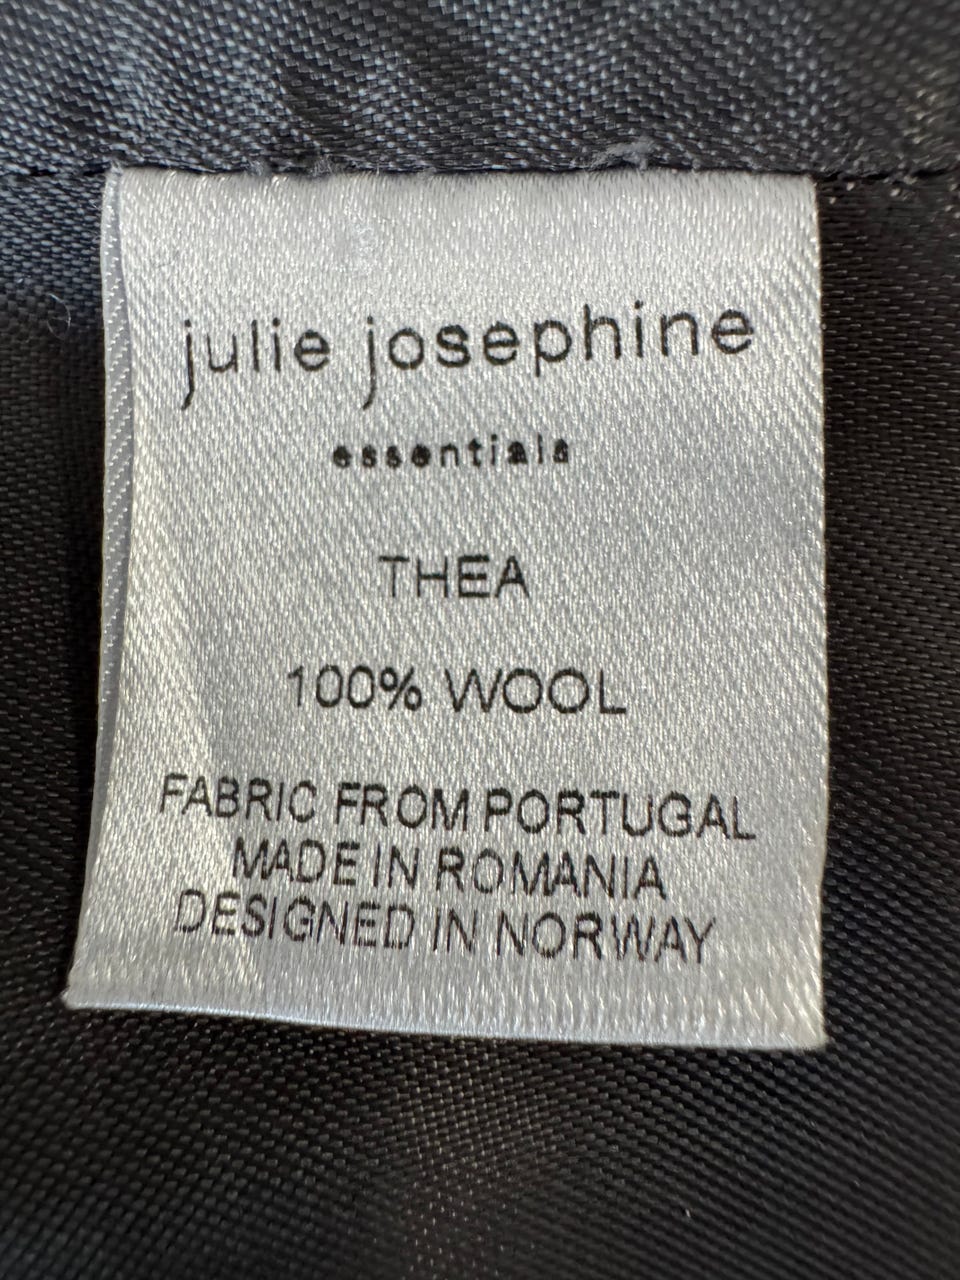 julie josephine
essentials
THEA
100% WOOL
FABRIC FROM PORTUGAL
MADE IN ROMANIA
DESIGNED IN NORWAY